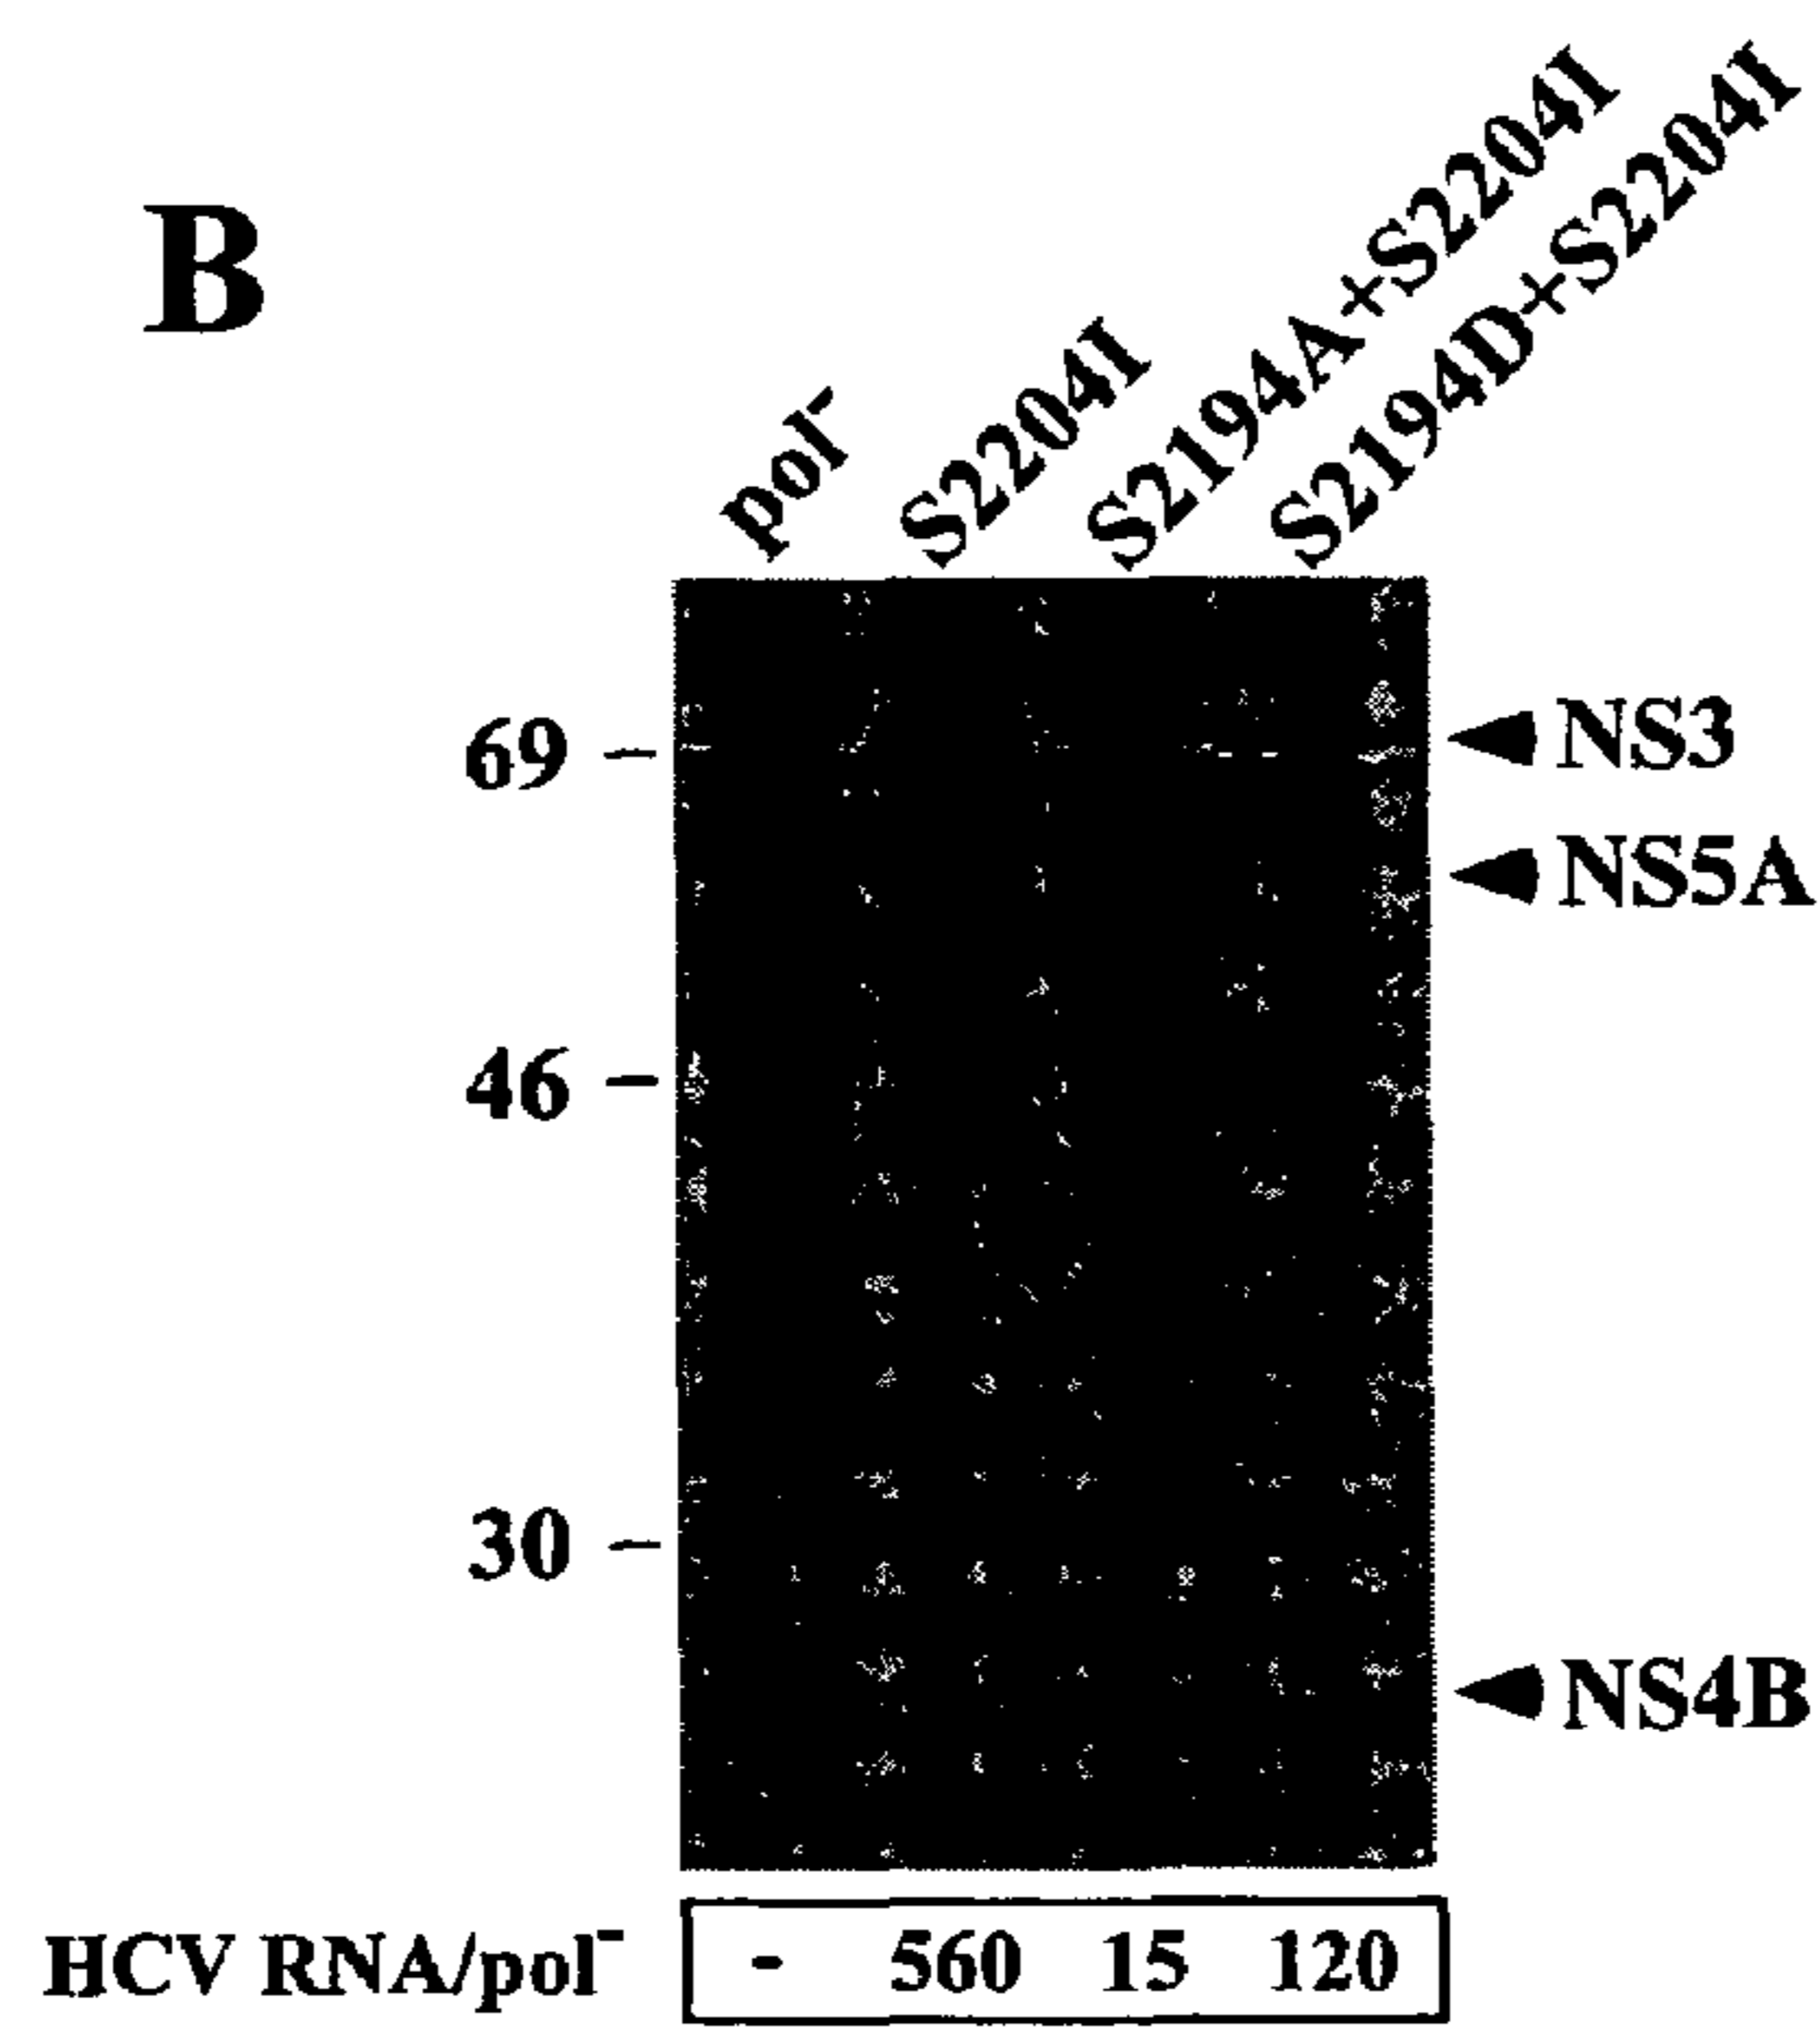 B
pol-
S2204I
S2194A+S2204I
S2194D+S2204I
69
NS3
NS5A
46
30
NS4B
HCV RNA/pol- - 560 15 120